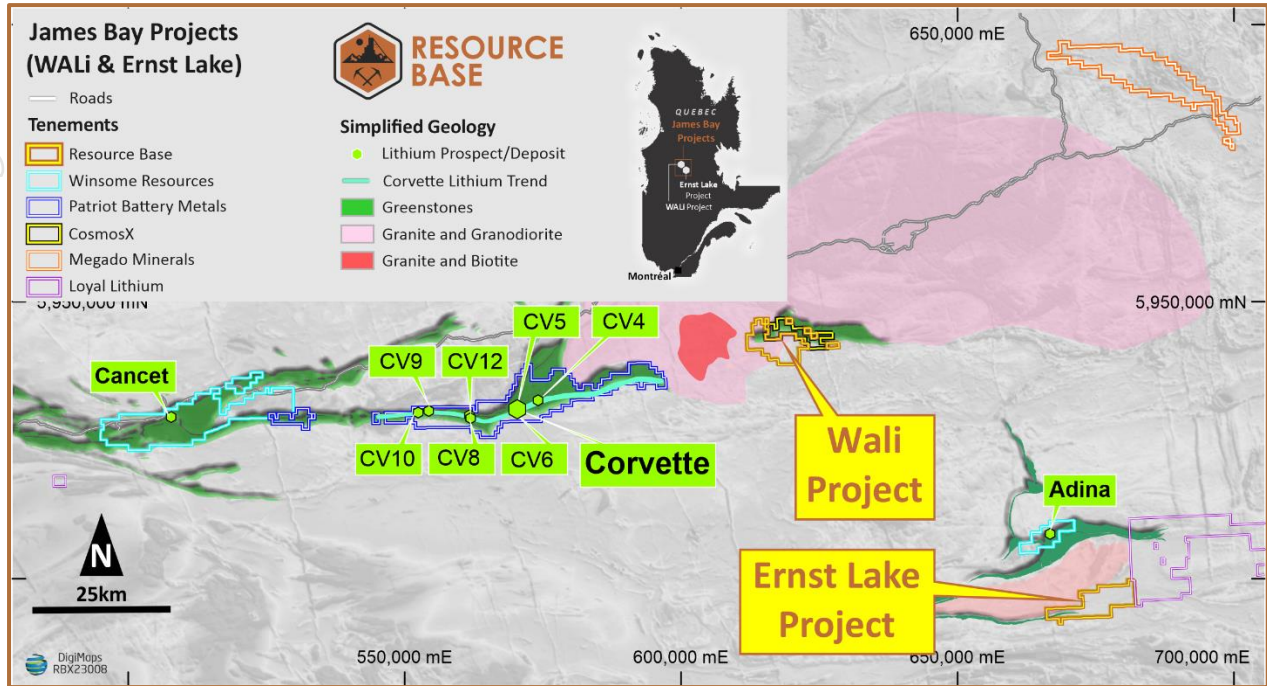 James Bay Projects
(WALi & Ernst Lake)
Roads
Tenements
Resource Base
Winsome Resources
Patriot Battery Metals
CosmosX
Megado Minerals
Loyal Lithium
RESOURCE
BASE
Simplified Geology
Lithium Prospect/Deposit
Corvette Lithium Trend
Greenstones
Granite and Granodiorite
Granite and Biotite
QUEBEC
James Bay
Projects
Ernst Lake
Project
WALi Project
Montréal
650,000 mE
5,950,000 mN
5,950,000 mN
CV5
CV4
CV9
CV12
Cancet
CV10
CV8
CV6
Corvette
Wali
Project
Adina
Ernst Lake
Project
N
25km
DigiMaps
RBX23008
550,000 mE
600,000 mE
650,000 mE
700,000 mE